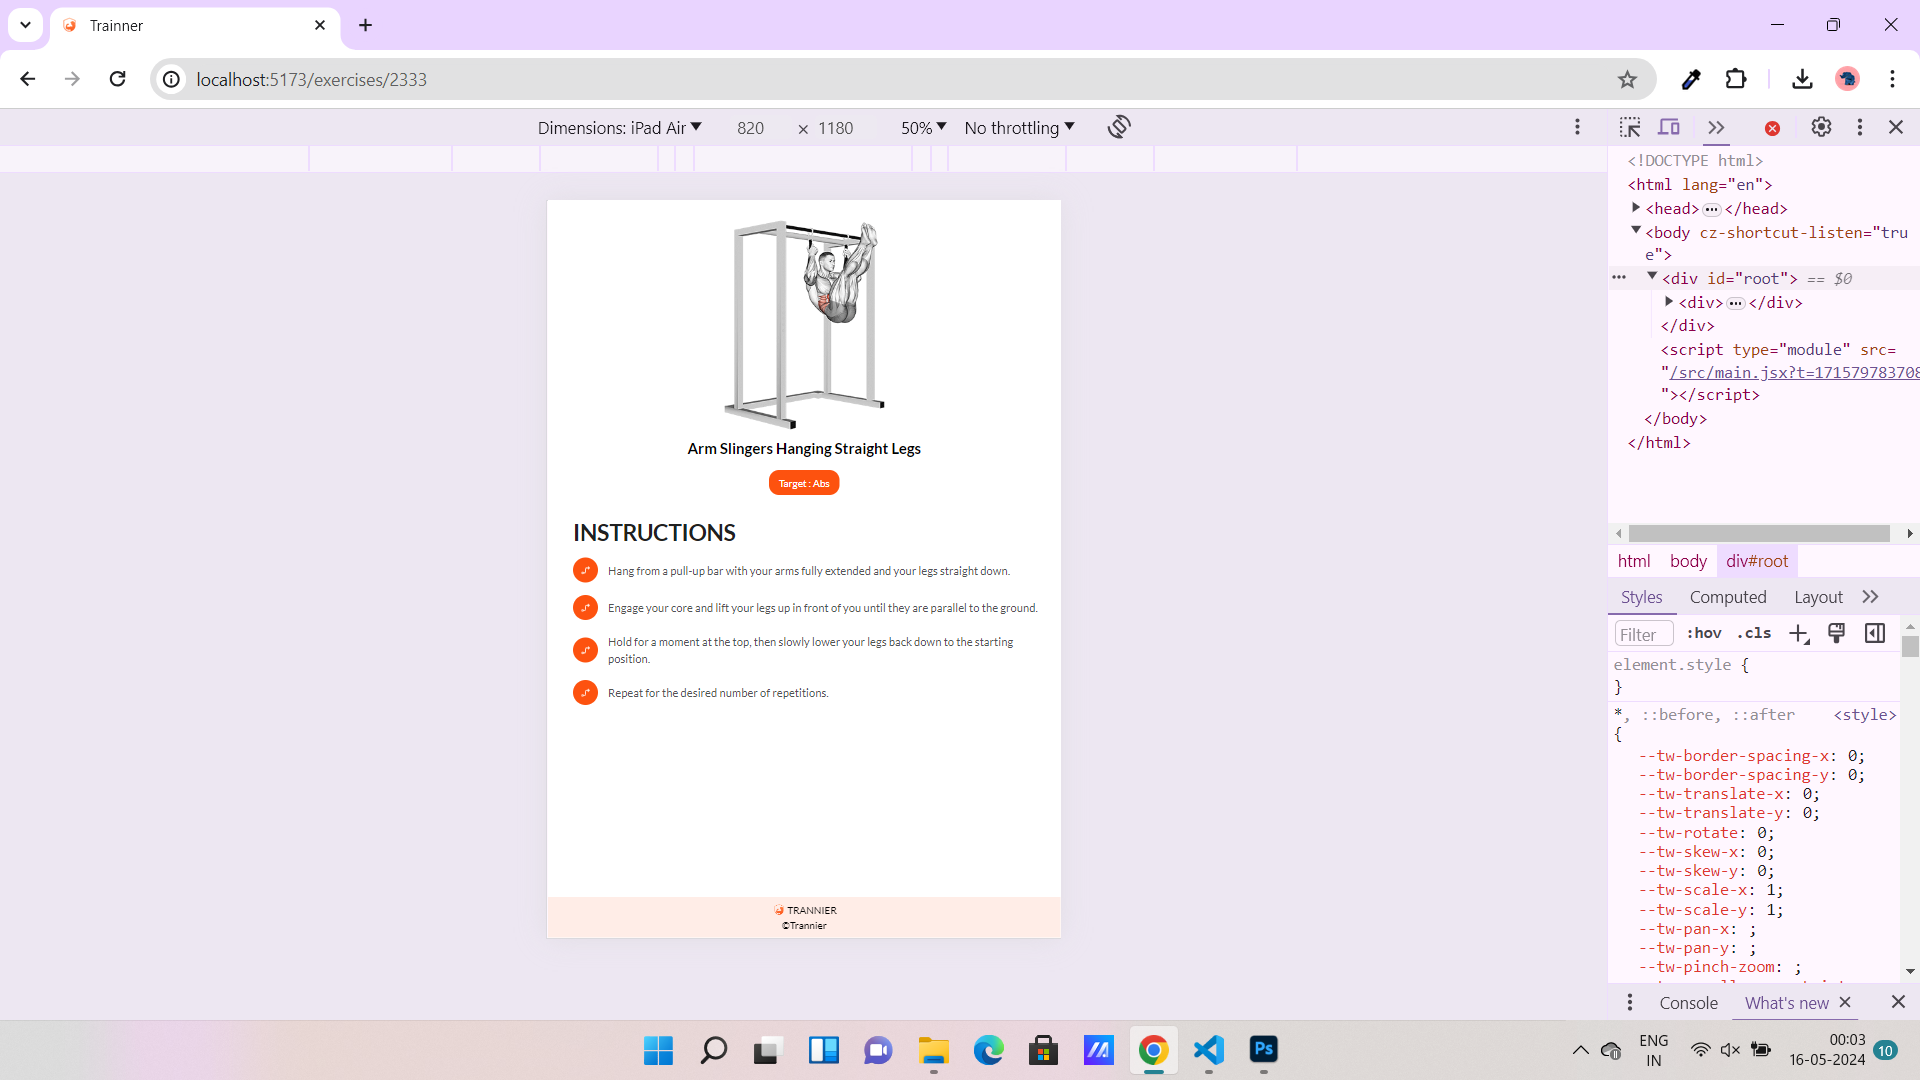 Trainner
localhost:5173/exercises/2333
Dimensions: iPad Air 820 × 1180 50% No throttling
<!DOCTYPE html>
<html lang="en">
<head> ••• </head>
<body cz-shortcut-listen="tru
e">
••• <div id="root"> == $0
<div> ••• </div>
</div>
<script type="module" src=
"/src/main.jsx?t=171579783708
"></script>
</body>
</html>
html body div#root
Styles Computed Layout
Filter :hov .cls
element.style {
}
*, ::before, ::after <style>
{
--tw-border-spacing-x: 0;
--tw-border-spacing-y: 0;
--tw-translate-x: 0;
--tw-translate-y: 0;
--tw-rotate: 0;
--tw-skew-x: 0;
--tw-skew-y: 0;
--tw-scale-x: 1;
--tw-scale-y: 1;
--tw-pan-x: ;
--tw-pan-y: ;
--tw-pinch-zoom: ;
Console What's new
Arm Slingers Hanging Straight Legs
Target : Abs
INSTRUCTIONS
Hang from a pull-up bar with your arms fully extended and your legs straight down.
Engage your core and lift your legs up in front of you until they are parallel to the ground.
Hold for a moment at the top, then slowly lower your legs back down to the starting
position.
Repeat for the desired number of repetitions.
TRANNIER
©Trannier
Ps
ENG
IN
00:03
16-05-2024
10